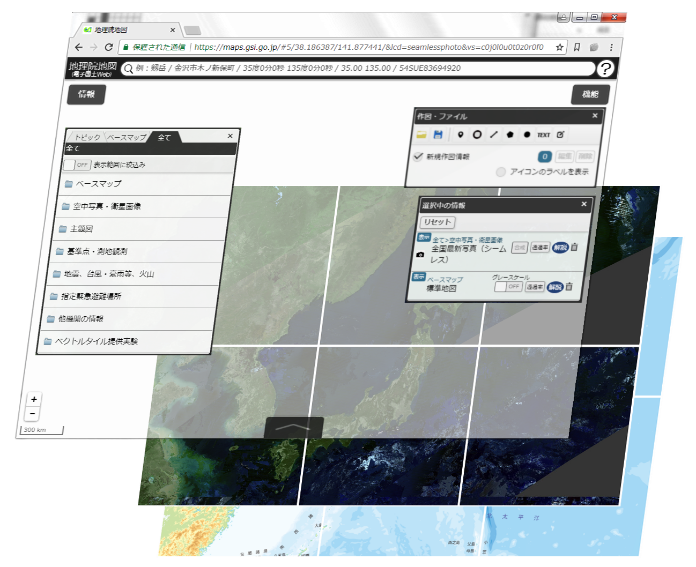 地理院地図
保護された通信 | https://maps.gsi.go.jp/#5/38.186387/141.877441/&lcd=seamlessphoto&vs=c0j0l0u0t0z0r0f0
地理院地図
(電子国土Web)
例：剱岳 / 金沢市木ノ新保町 / 35度0分0秒 135度0分0秒 / 35.00 135.00 / 54SUE83694920
?
情報
機能
トピック
ベースマップ
全て
全て
OFF
表示範囲に絞込み
ベースマップ
空中写真・衛星画像
主題図
基準点・測地観測
地震、台風・豪雨等、火山
指定緊急避難場所
他機関の情報
ベクトルタイル提供実験
+
−
300 km
作図・ファイル
TEXT
新規作図情報
0
アイコンのラベルを表示
選択中の情報
リセット
表示
全て>空中写真・衛星画像
全国最新写真（シームレス）
合成
透過率
解説
表示
ベースマップ
標準地図
グレースケール
OFF
透過率
解説
太平洋